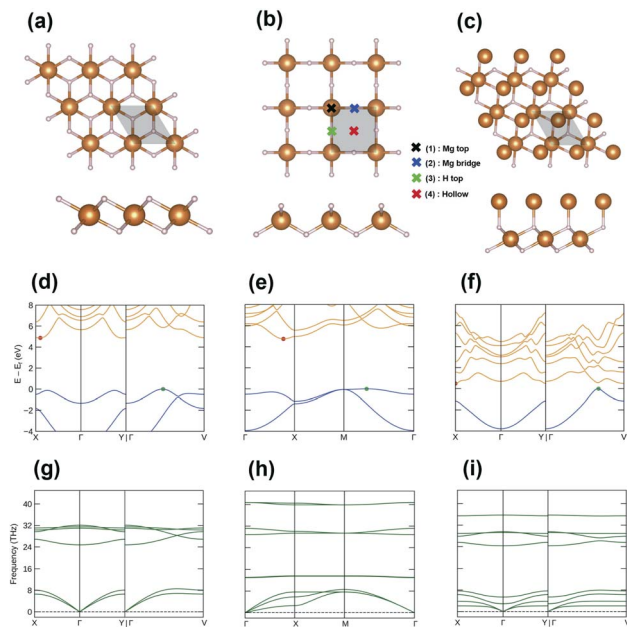 (a)
(b)
(c)
(1) : Mg top
(2) : Mg bridge
(3) : H top
(4) : Hollow
(d)
(e)
(f)
E – Ef (eV)
8
6
4
2
0
-2
-4
X Γ Y|Γ V
Γ X M Γ
X Γ Y|Γ V
(g)
(h)
(i)
Frequency (THz)
40
32
24
16
8
0
X Γ Y|Γ V
Γ X M Γ
X Γ Y|Γ V